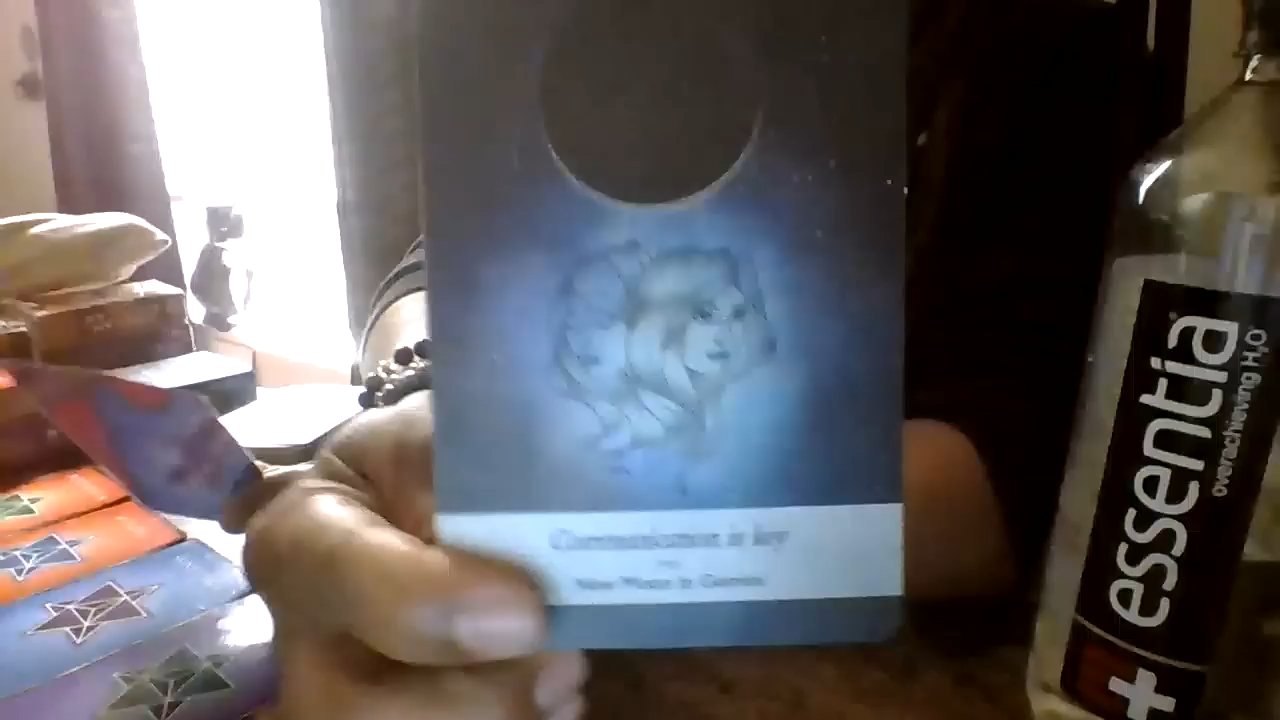 Communication is key
New Moon in Gemini
essentia
overachieving H₂O